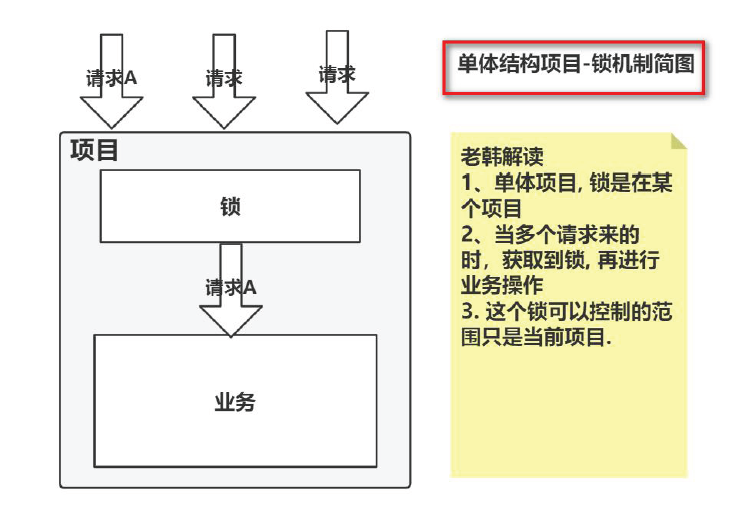 请求A
请求
请求
单体结构项目-锁机制简图
项目
锁
请求A
业务
老韩解读
1、单体项目, 锁是在某
个项目
2、当多个请求来的
时，获取到锁, 再进行
业务操作
3. 这个锁可以控制的范
围只是当前项目.